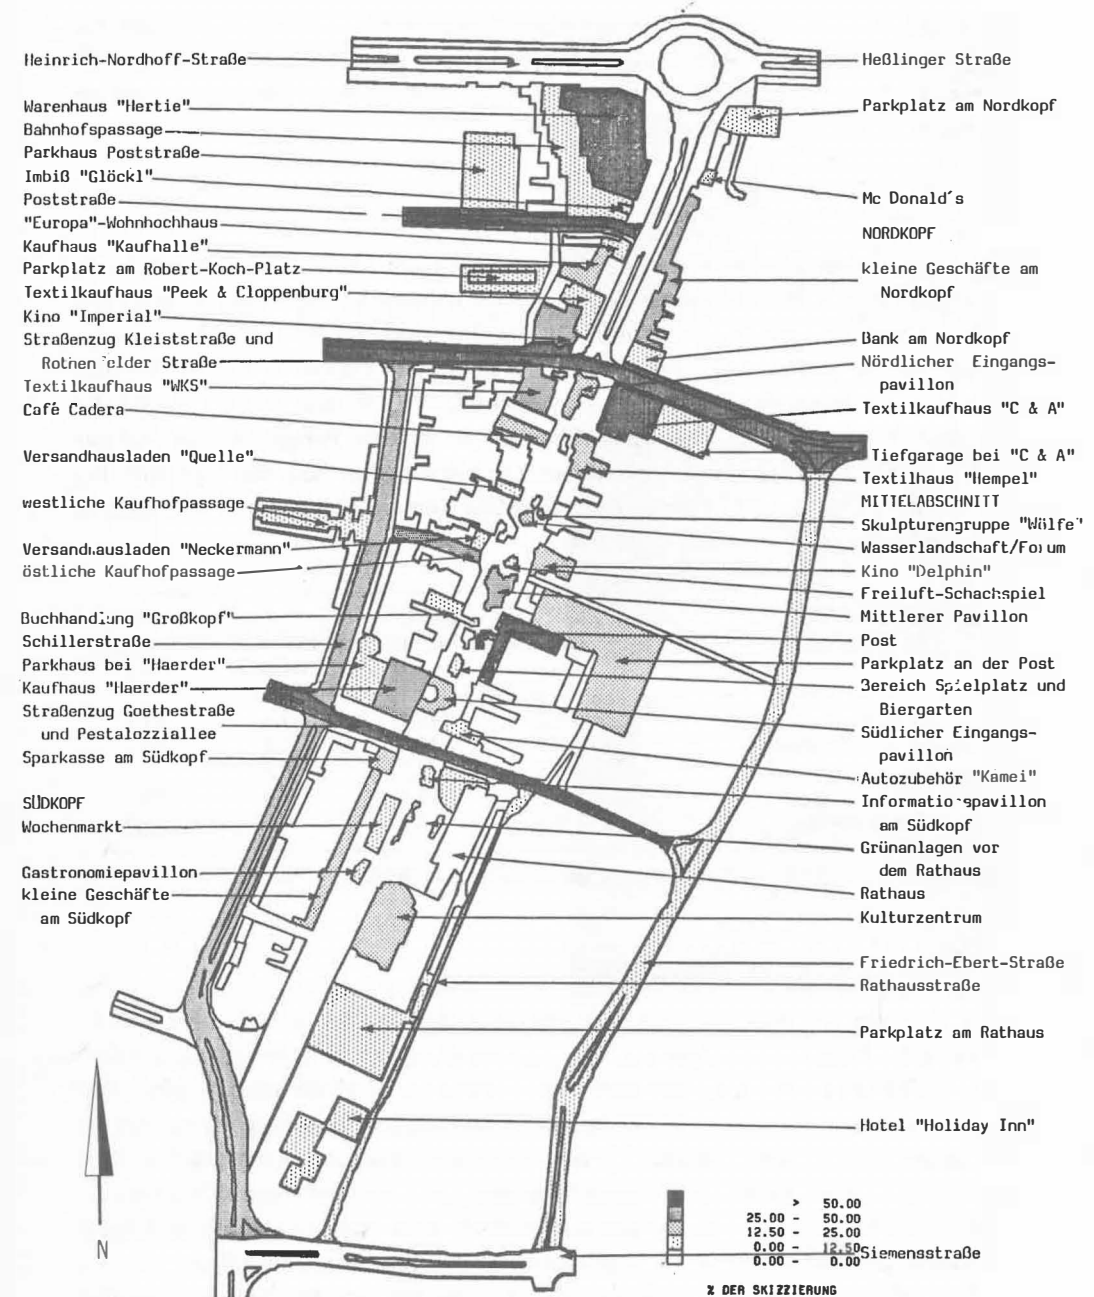 Heinrich-Nordhoff-Straße
Warenhaus "Hertie"
Bahnhofspassage
Parkhaus Poststraße
Imbiß "Glöckl"
Poststraße
"Europa"-Wohnhochhaus
Kaufhaus "Kaufhalle"
Parkplatz am Robert-Koch-Platz
Textilkaufhaus "Peek & Cloppenburg"
Kino "Imperial"
Straßenzug Kleiststraße und
Straße
Textilkaufhaus "WKS"
Café Cadera
Versandhausladen "Quelle"
westliche Kaufhofpassage
Versandhausladen "Neckermann"
östliche Kaufhofpassage
Buchhandlung "Großkopf"
Schillerstraße
Parkhaus bei "Haerder"
Kaufhaus "Haerder"
Straßenzug Goethestraße
und Pestalozziallee
Sparkasse am Südkopf
SÜDKOPF
Wochenmarkt
Gastronomiepavillon
kleine Geschäfte
am Südkopf
N
Heßlinger Straße
Parkplatz am Nordkopf
Mc Donald´s
NORDKOPF
kleine Geschäfte am
Nordkopf
Bank am Nordkopf
Nördlicher Eingangs-
pavillon
Textilkaufhaus "C & A"
Tiefgarage bei "C & A"
Textilhaus "Hempel"
MITTELABSCHNITT
Skulpturengruppe "Wölfe"
Wasserlandschaft/Forum
Kino "Delphin"
Freiluft-Schachspiel
Mittlerer Pavillon
Post
Parkplatz an der Post
Bereich Spielplatz und
Biergarten
Südlicher Eingangs-
pavillon
Autozubehör "Kamei"
Informationspavillon
am Südkopf
Grünanlagen vor
dem Rathaus
Rathaus
Kulturzentrum
Friedrich-Ebert-Straße
Rathausstraße
Parkplatz am Rathaus
Hotel "Holiday Inn"
Siemensstraße
> 50.00
25.00 - 50.00
12.50 - 25.00
0.00 - 12.50
0.00 - 0.00
% DER SKIZZIERUNG